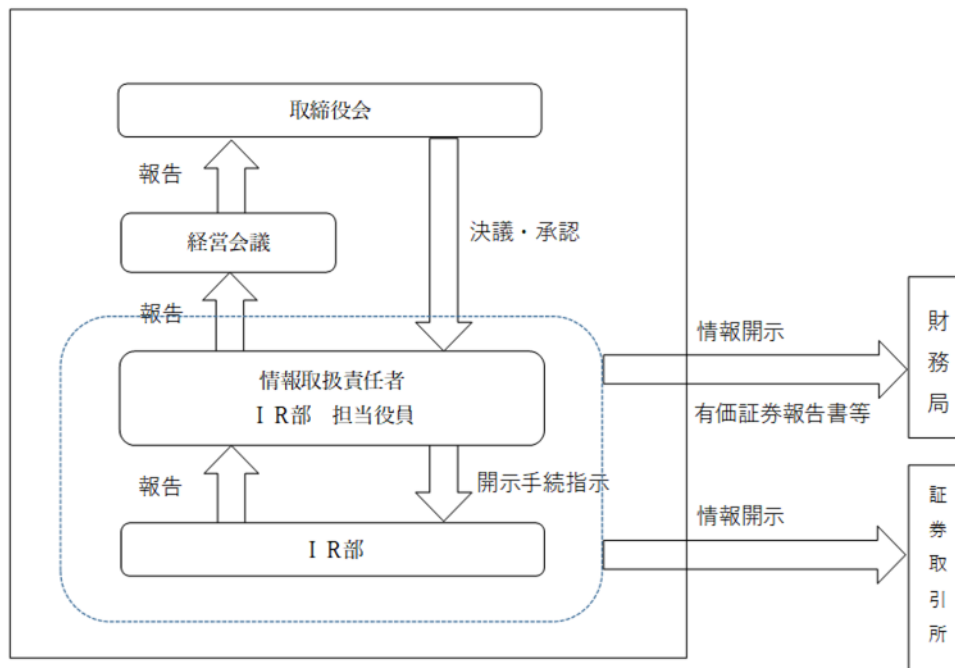 取締役会
報告
決議・承認
経営会議
報告
情報開示
財務局
情報取扱責任者
ＩＲ部　担当役員
有価証券報告書等
報告
開示手続指示
情報開示
証券取引所
ＩＲ部